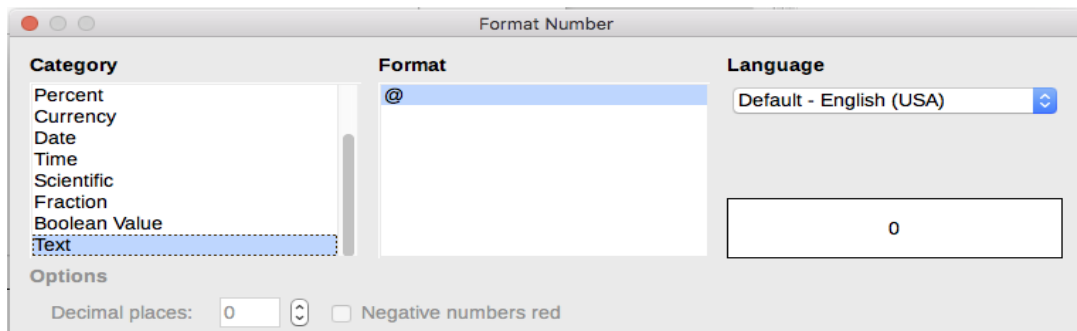 Format Number
Category
Percent
Currency
Date
Time
Scientific
Fraction
Boolean Value
Text
Format
@
Language
Default - English (USA)
0
Options
Decimal places: 0 Negative numbers red